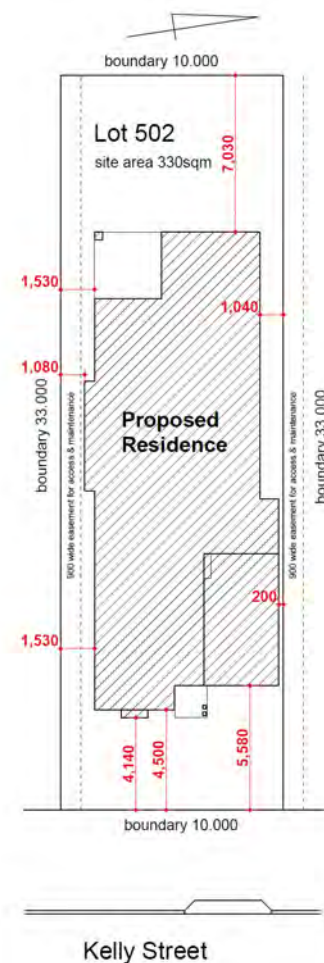 boundary 10.000
Lot 502
site area 330sqm
7,030
1,530
1,040
1,080
boundary 33.000
900 wide easement for access & maintenance
Proposed
Residence
900 wide easement for access & maintenance
boundary 33.000
200
1,530
4,140
4,500
5,580
boundary 10.000
Kelly Street